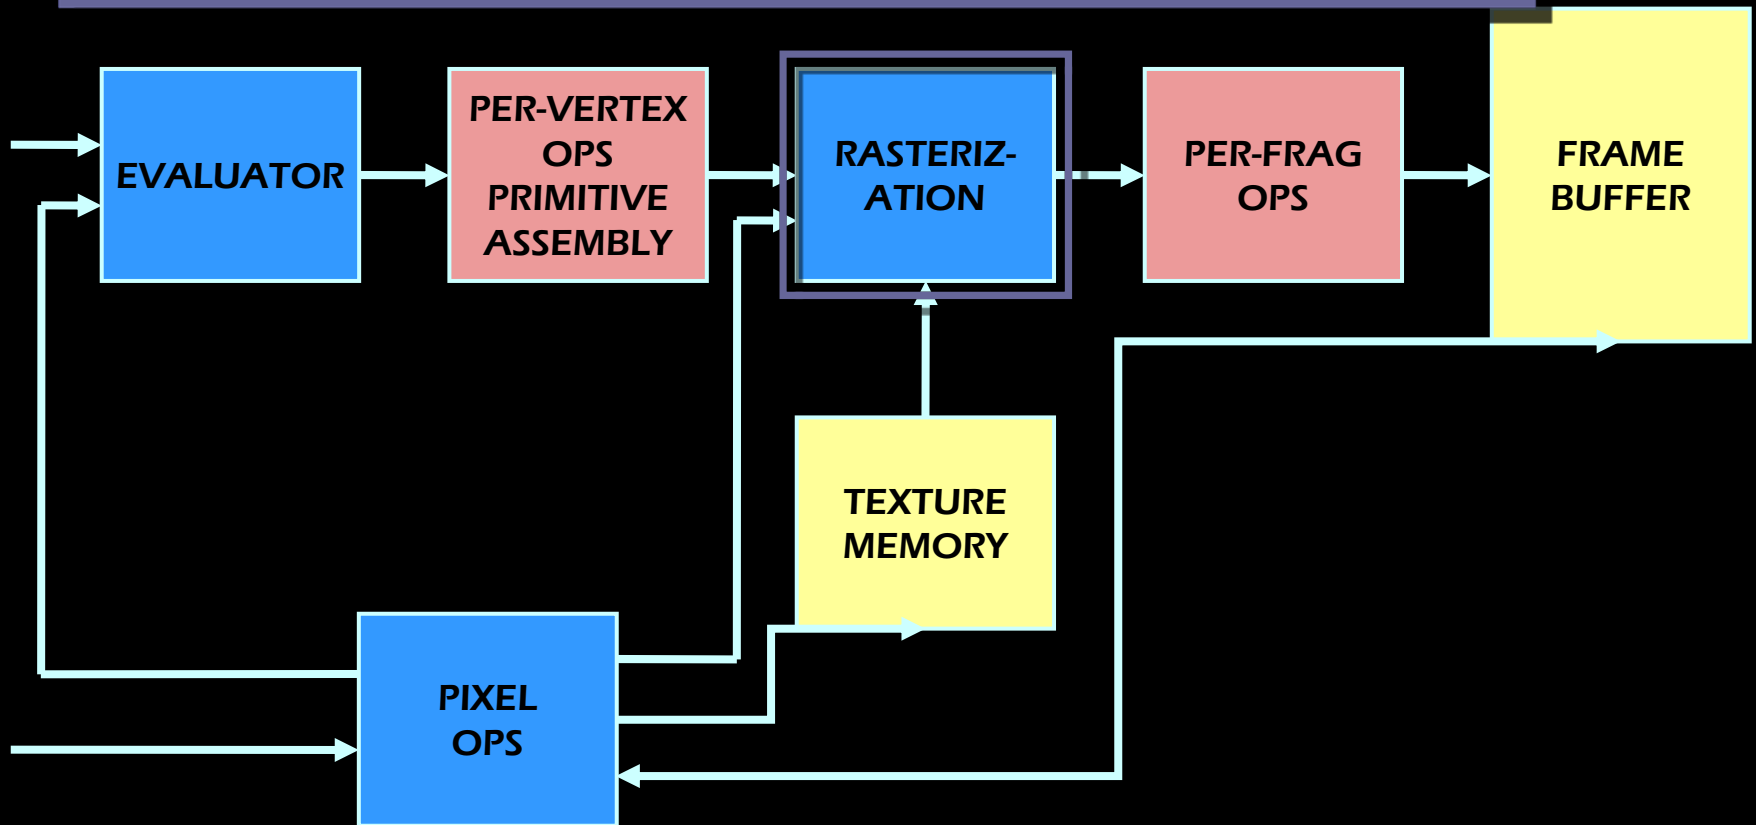 EVALUATOR
PER-VERTEX
OPS
PRIMITIVE
ASSEMBLY
RASTERIZ-
ATION
PER-FRAG
OPS
FRAME
BUFFER
TEXTURE
MEMORY
PIXEL
OPS